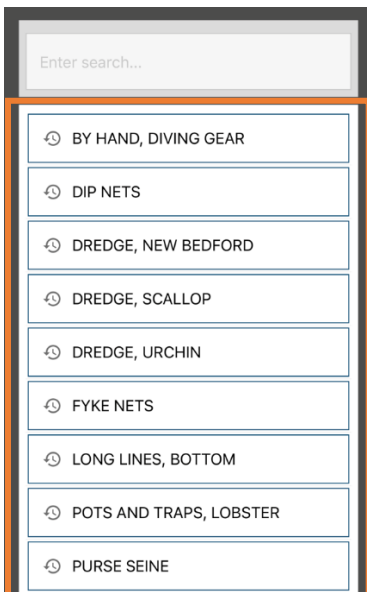 Enter search...
BY HAND, DIVING GEAR
DIP NETS
DREDGE, NEW BEDFORD
DREDGE, SCALLOP
DREDGE, URCHIN
FYKE NETS
LONG LINES, BOTTOM
POTS AND TRAPS, LOBSTER
PURSE SEINE